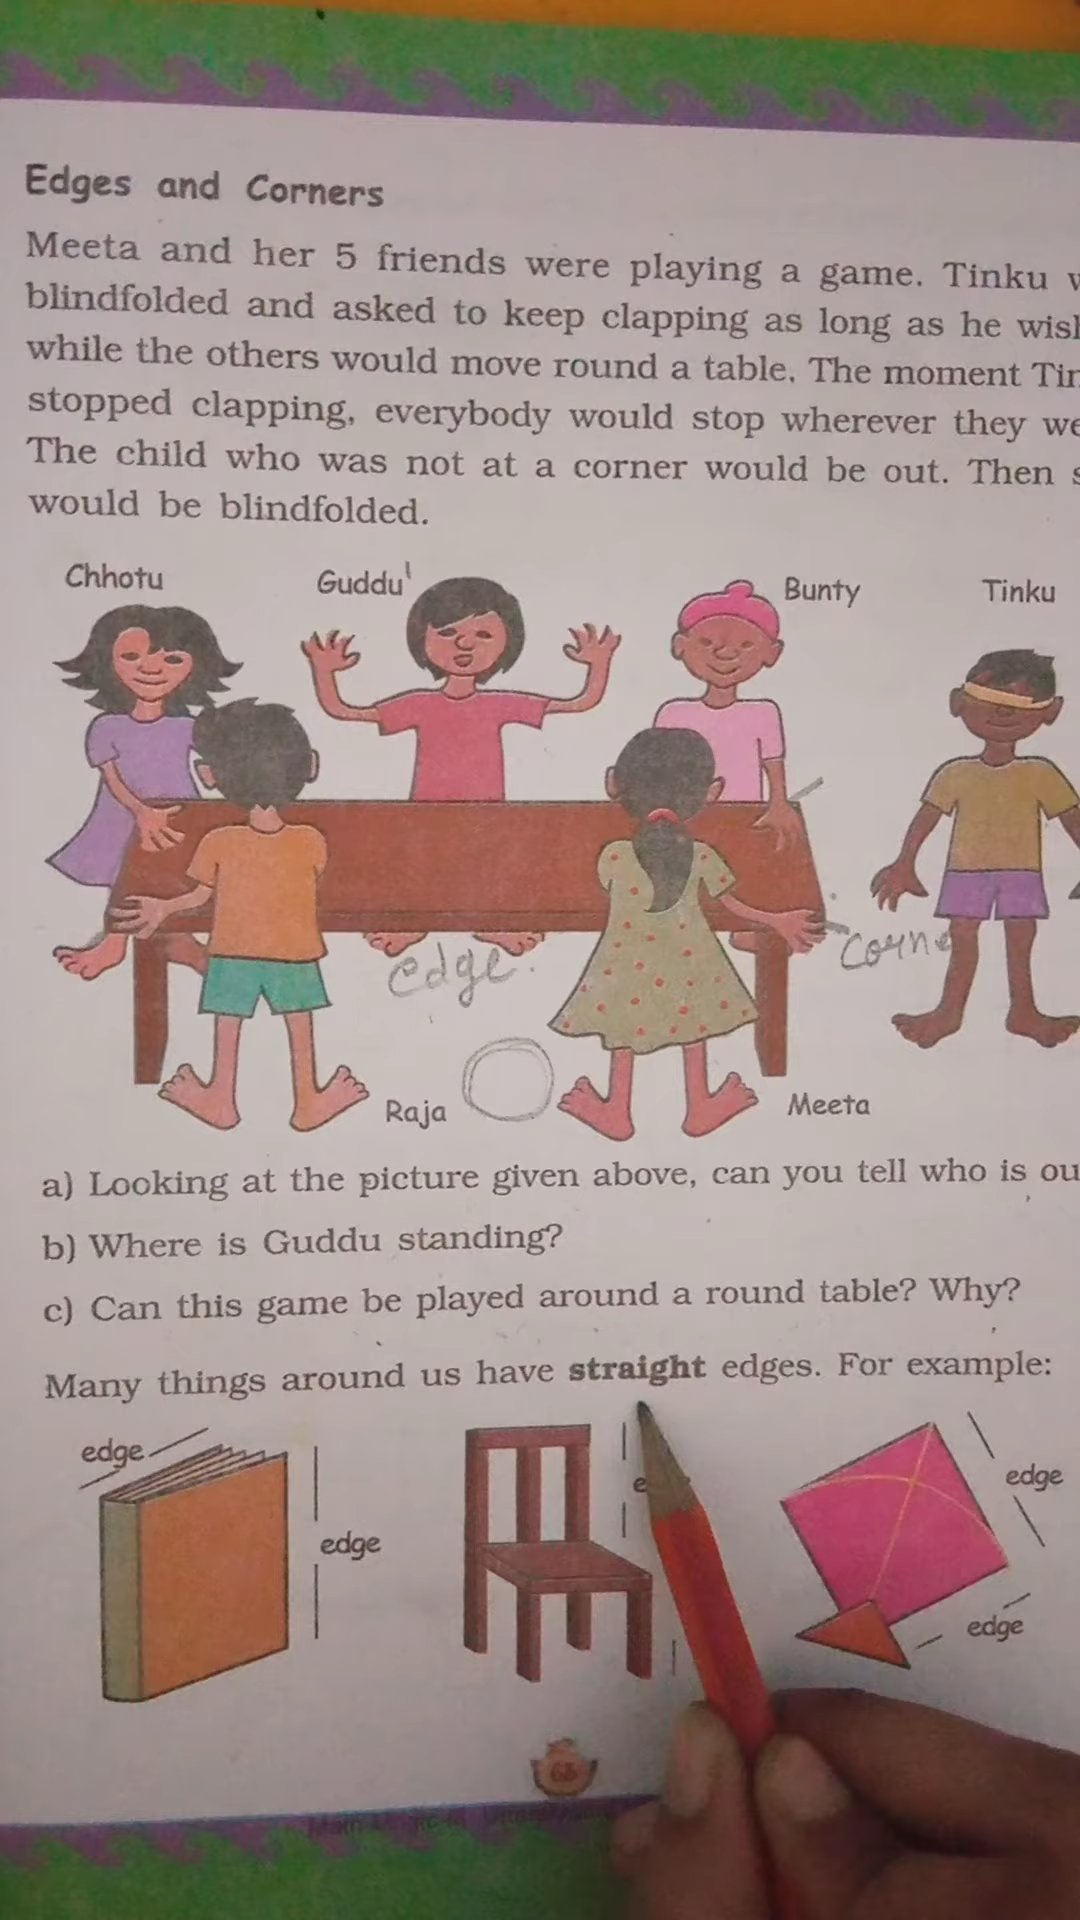 Edges and Corners
Meeta and her 5 friends were playing a game. Tinku
blindfolded and asked to keep clapping as long as he
while the others would move round a table. The moment
stopped clapping, everybody would stop wherever they
The child who was not at a corner would be out. Then
would be blindfolded.
Chhotu
Guddu
Bunty
Tinku
edge.
Corne
Raja
Meeta
a) Looking at the picture given above, can you tell who is
b) Where is Guddu standing?
c) Can this game be played around a round table? Why?
Many things around us have straight edges. For example:
edge
edge
edge
edge